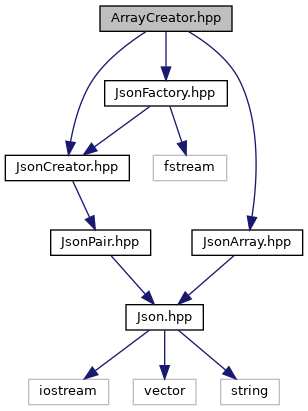 ArrayCreator.hpp
JsonFactory.hpp
JsonCreator.hpp
fstream
JsonPair.hpp
JsonArray.hpp
Json.hpp
iostream
vector
string